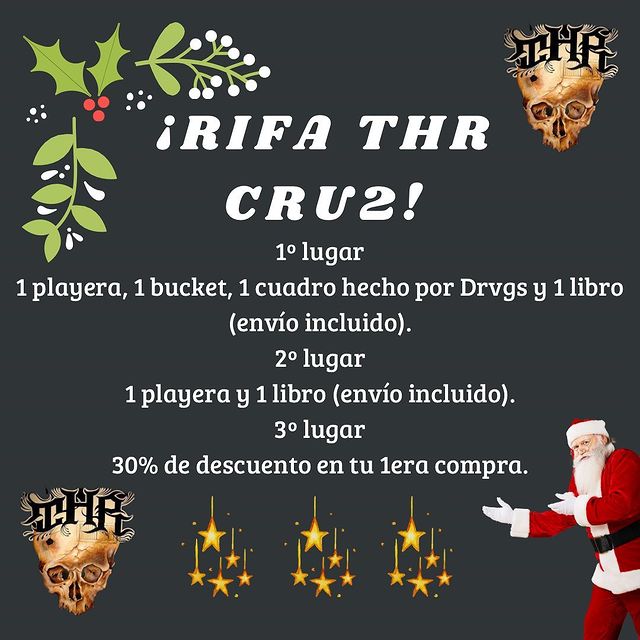 THR
¡RIFA THR
CRU2!
1º lugar
1 playera, 1 bucket, 1 cuadro hecho por Drvgs y 1 libro
(envío incluido).
2º lugar
1 playera y 1 libro (envío incluido).
3º lugar
30% de descuento en tu 1era compra.
THR